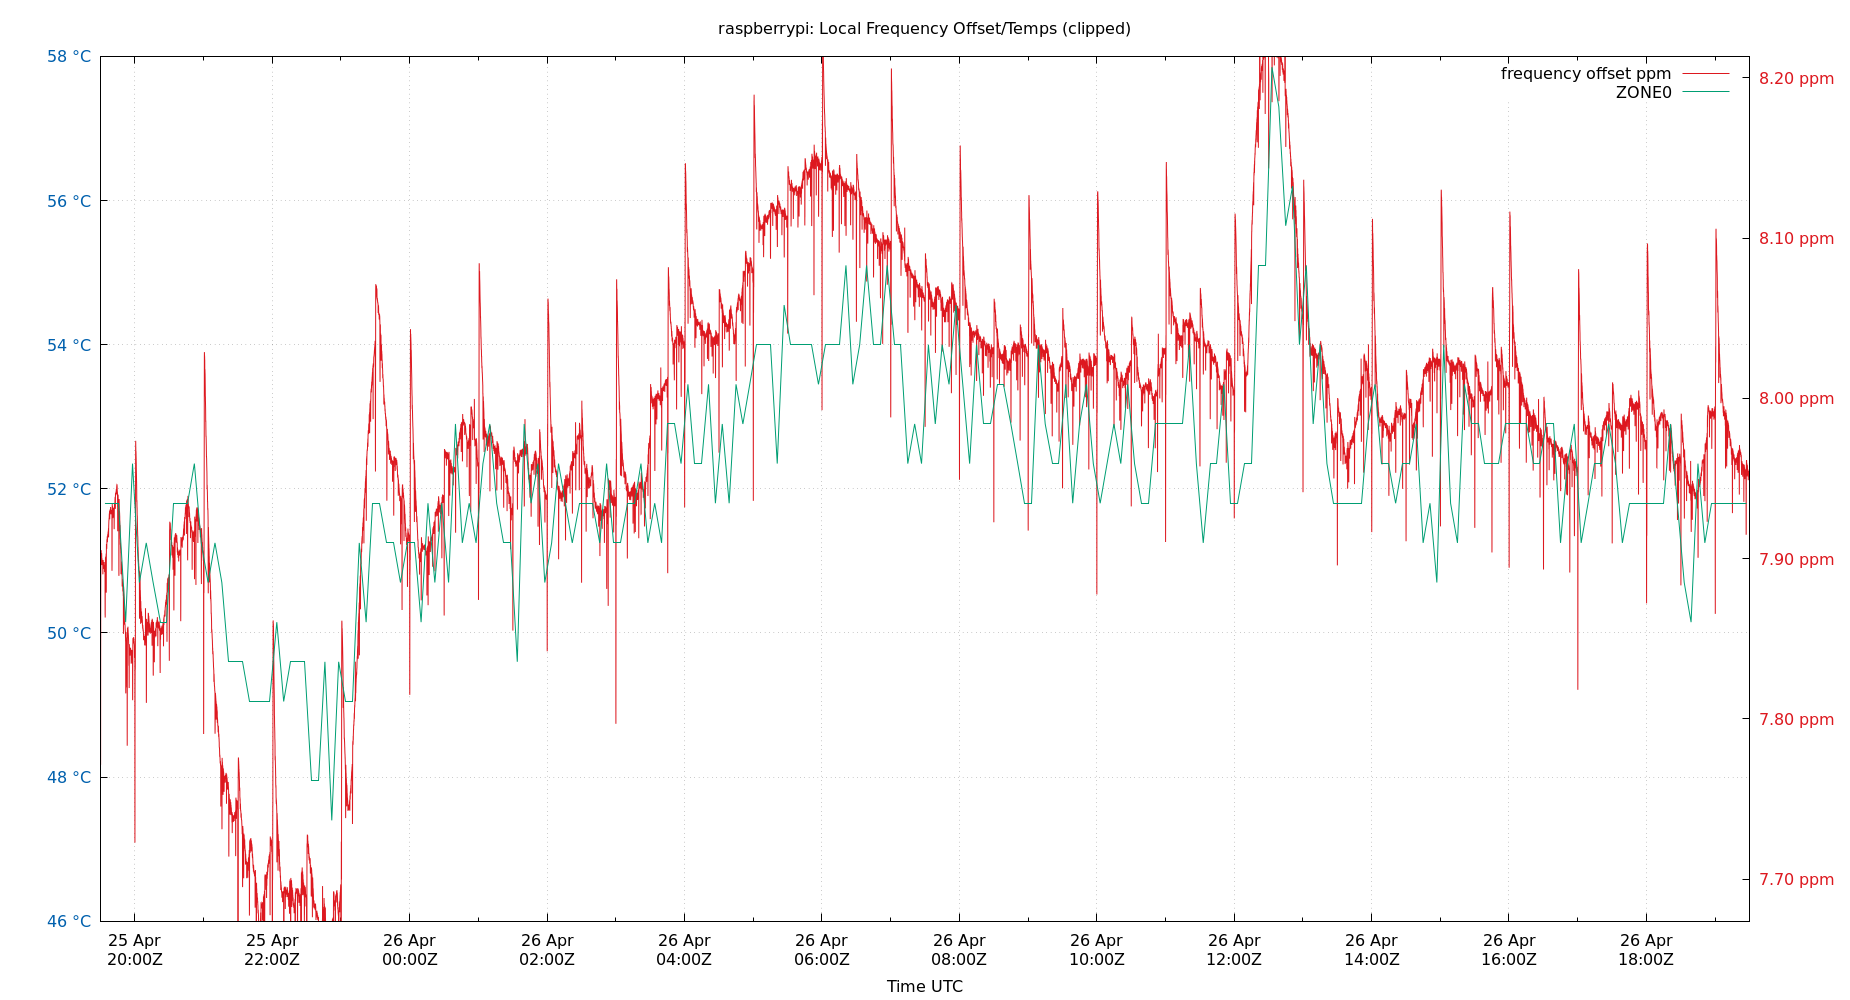 raspberrypi: Local Frequency Offset/Temps (clipped)
58 °C
56 °C
54 °C
52 °C
50 °C
48 °C
46 °C
frequency offset ppm
ZONE0
8.20 ppm
8.10 ppm
8.00 ppm
7.90 ppm
7.80 ppm
7.70 ppm
25 Apr 25 Apr 26 Apr 26 Apr 26 Apr 26 Apr 26 Apr 26 Apr 26 Apr 26 Apr 26 Apr 26 Apr
20:00Z 22:00Z 00:00Z 02:00Z 04:00Z 06:00Z 08:00Z 10:00Z 12:00Z 14:00Z 16:00Z 18:00Z
Time UTC